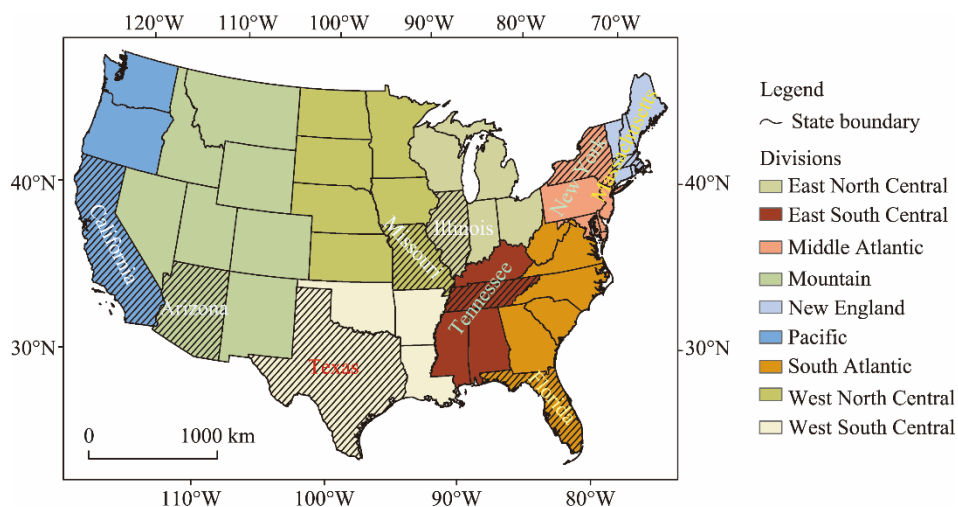 120°W 110°W 100°W 90°W 80°W 70°W
Legend
State boundary
Divisions
East North Central
East South Central
Middle Atlantic
Mountain
New England
Pacific
South Atlantic
West North Central
West South Central
40°N
40°N
30°N
30°N
California
Arizona
Texas
Missouri
Illinois
Tennessee
New York
Massachusetts
Florida
0 1000 km
110°W 100°W 90°W 80°W